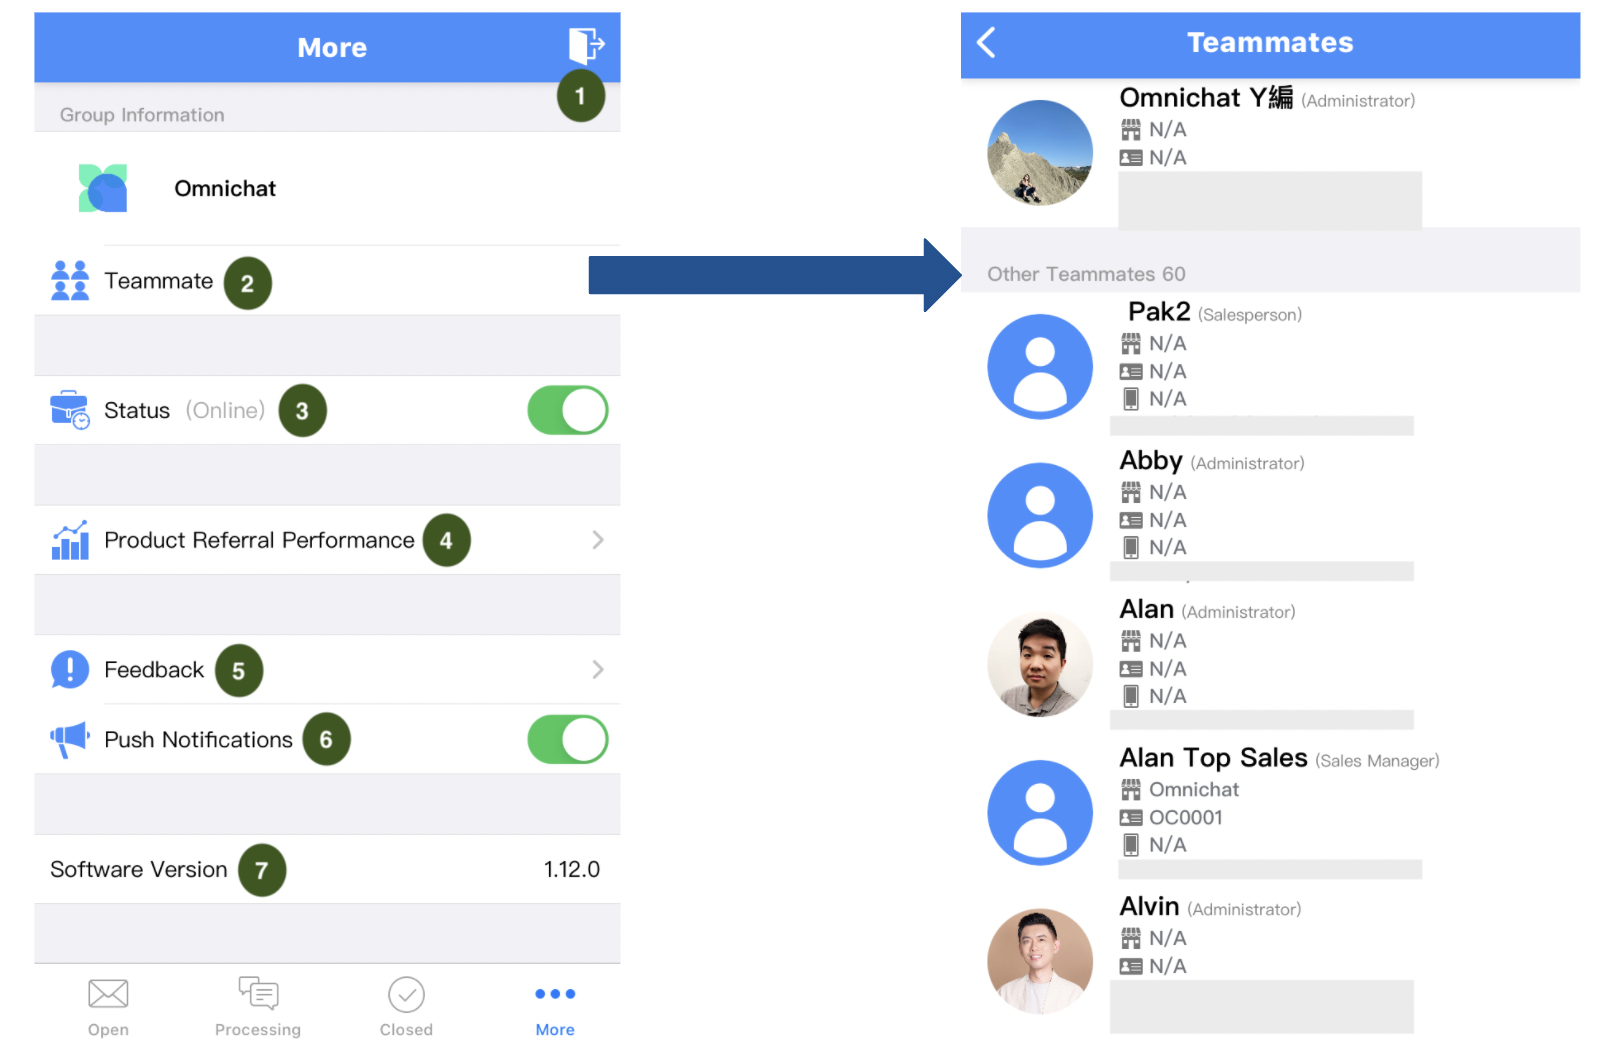 More
1
Group Information
Omnichat
Teammate 2
Status (Online) 3
Product Referral Performance 4
Feedback 5
Push Notifications 6
Software Version 7 1.12.0
Open Processing Closed More
Teammates
Omnichat Y編 (Administrator)
N/A
N/A
Other Teammates 60
Pak2 (Salesperson)
N/A
N/A
N/A
Abby (Administrator)
N/A
N/A
N/A
Alan (Administrator)
N/A
N/A
N/A
Alan Top Sales (Sales Manager)
Omnichat
OC0001
N/A
Alvin (Administrator)
N/A
N/A